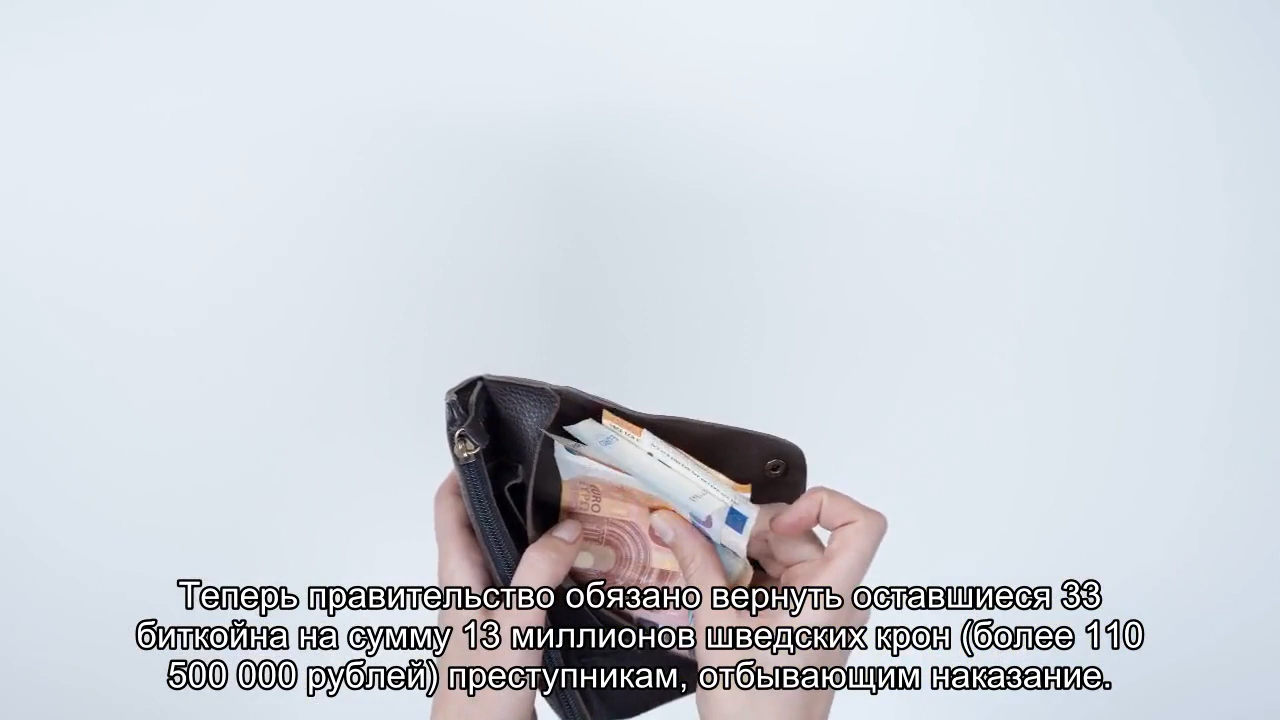 EURO
Теперь правительство обязано вернуть оставшиеся 33
биткойна на сумму 13 миллионов шведских крон (более 110
500 000 рублей) преступникам, отбывающим наказание.